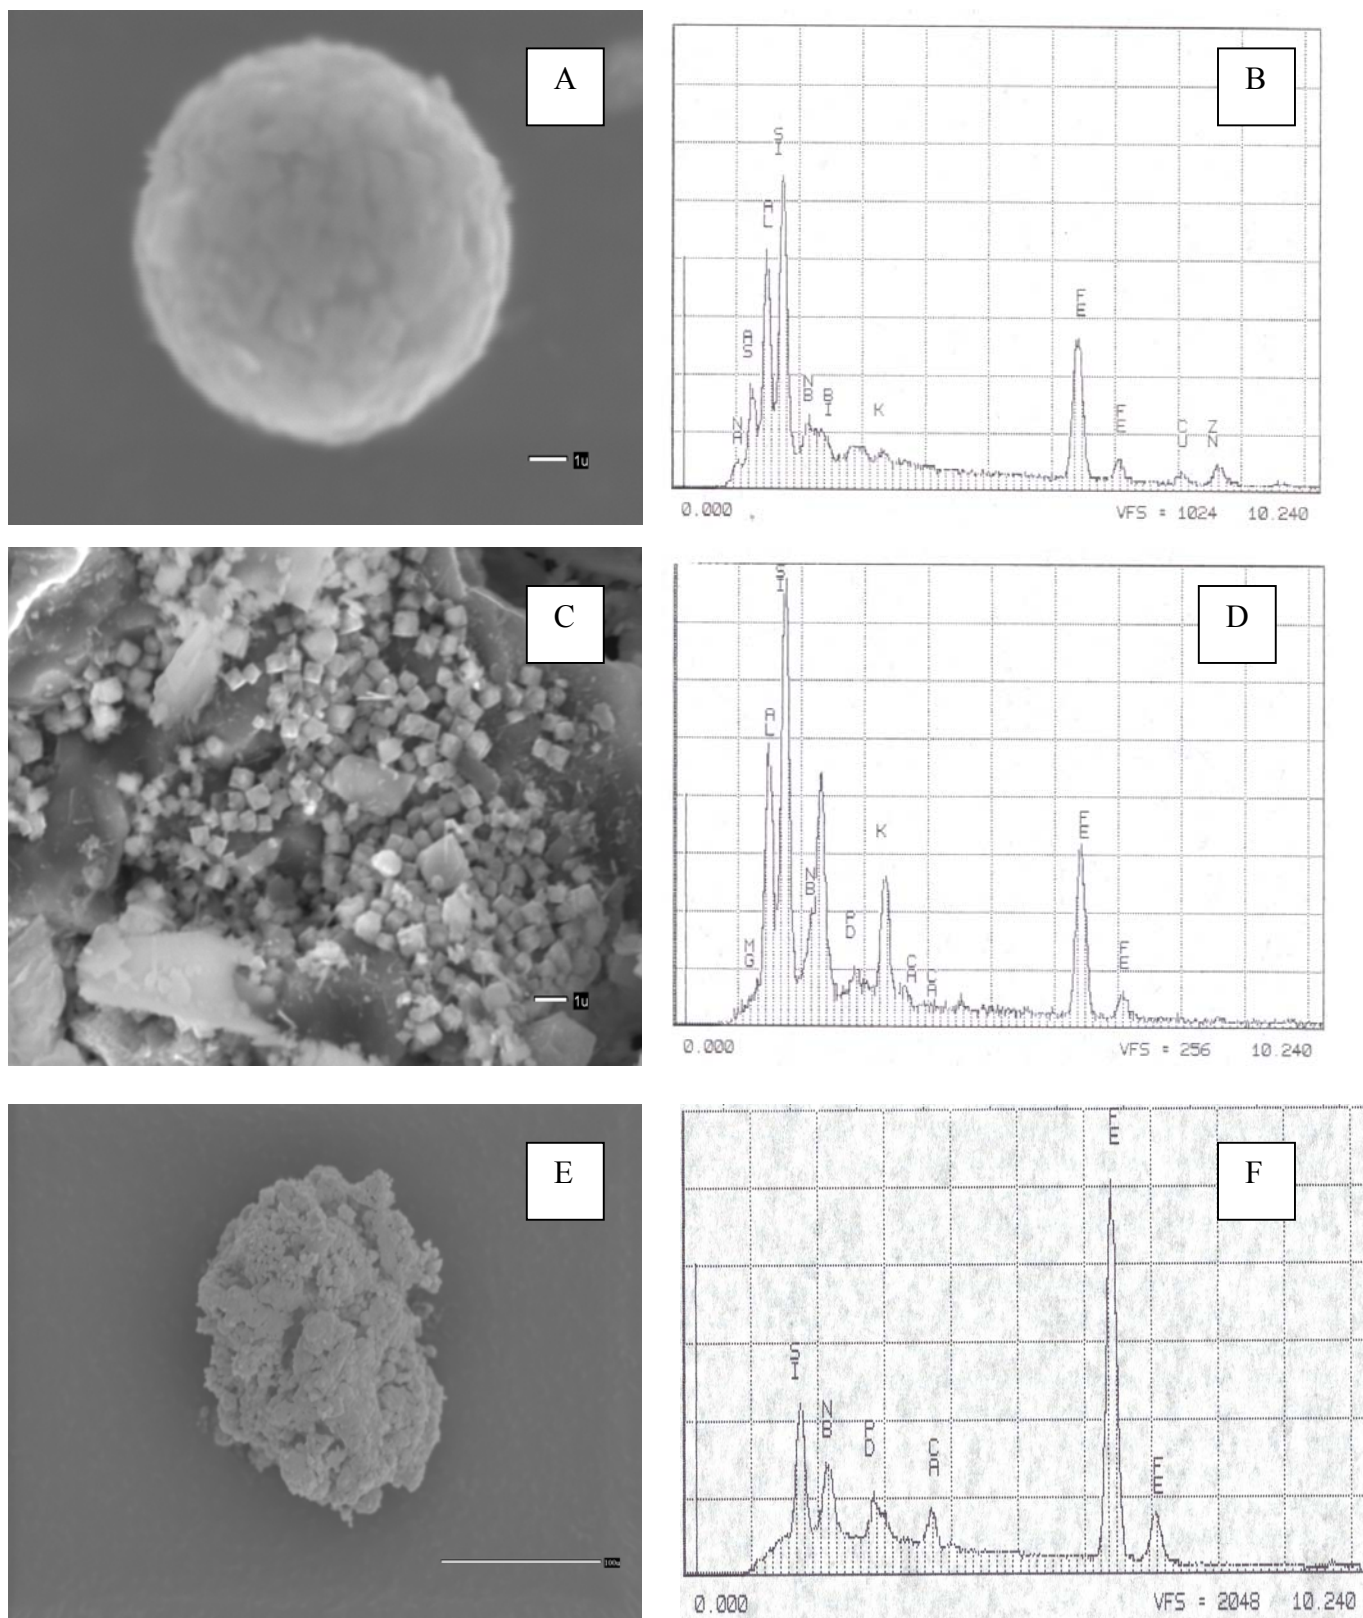 A
1u
B
SI
AL
AS
NA
NB
BI
K
FE
FE
CU
ZN
0.000
VFS = 1024
10.240
C
1u
D
SI
AL
MG
NB
PD
K
CA
CA
FE
FE
0.000
VFS = 256
10.240
E
100u
F
FE
SI
NB
PD
CA
FE
0.000
VFS = 2048
10.240